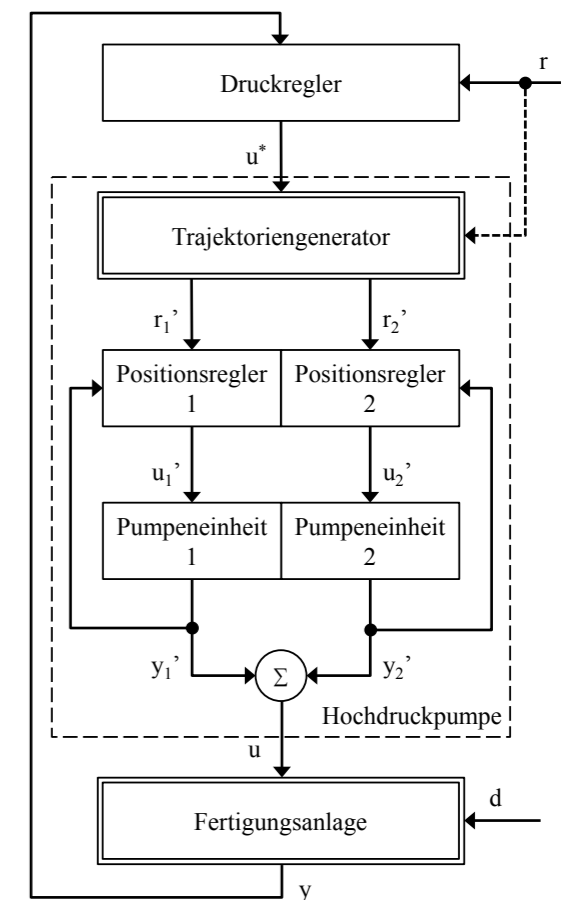 r
Druckregler
u*
Trajektoriengenerator
r₁’ r₂’
Positionsregler Positionsregler
1 2
u₁’ u₂’
Pumpeneinheit Pumpeneinheit
1 2
y₁’ Σ y₂’
Hochdruckpumpe
u
d
Fertigungsanlage
y